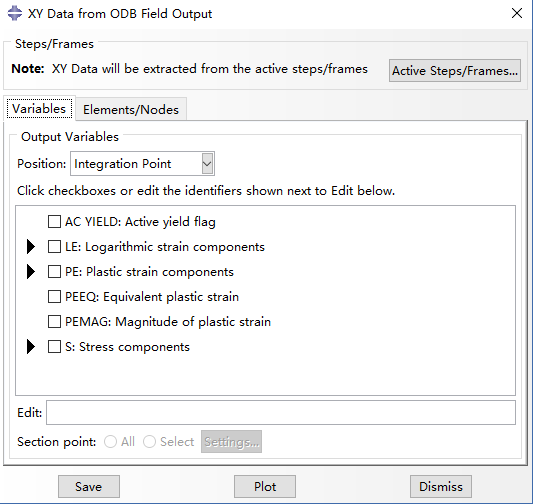 XY Data from ODB Field Output
Steps/Frames
Note: XY Data will be extracted from the active steps/frames
Active Steps/Frames...
Variables Elements/Nodes
Output Variables
Position: Integration Point
Click checkboxes or edit the identifiers shown next to Edit below.
AC YIELD: Active yield flag
LE: Logarithmic strain components
PE: Plastic strain components
PEEQ: Equivalent plastic strain
PEMAG: Magnitude of plastic strain
S: Stress components
Edit:
Section point: All Select Settings...
Save Plot Dismiss